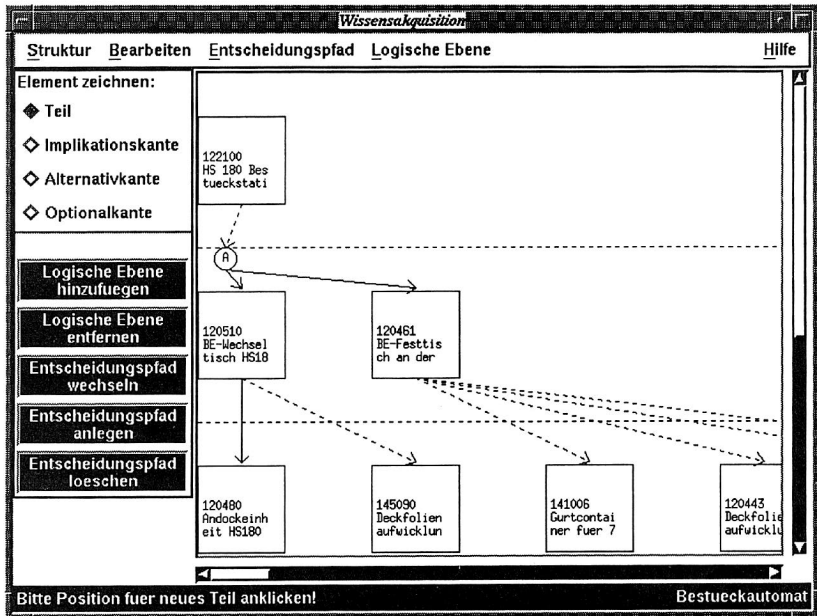 Wissensakquisition
Struktur Bearbeiten Entscheidungspfad Logische Ebene Hilfe
Element zeichnen:
Teil
Implikationskante
Alternativkante
Optionalkante
Logische Ebene
hinzufuegen
Logische Ebene
entfernen
Entscheidungspfad
wechseln
Entscheidungspfad
anlegen
Entscheidungspfad
loeschen
122100
HS 180 Bes
tueckstati
A
120510
BE-Wechsel
tisch HS18
120461
BE-Festtis
ch an der
120480
Andockeinh
eit HS180
145090
Deckfolien
aufwicklun
141006
Gurtcontai
ner fuer 7
120443
Deckfolie
aufwicklu
Bitte Position fuer neues Teil anklicken! Bestueckautomat